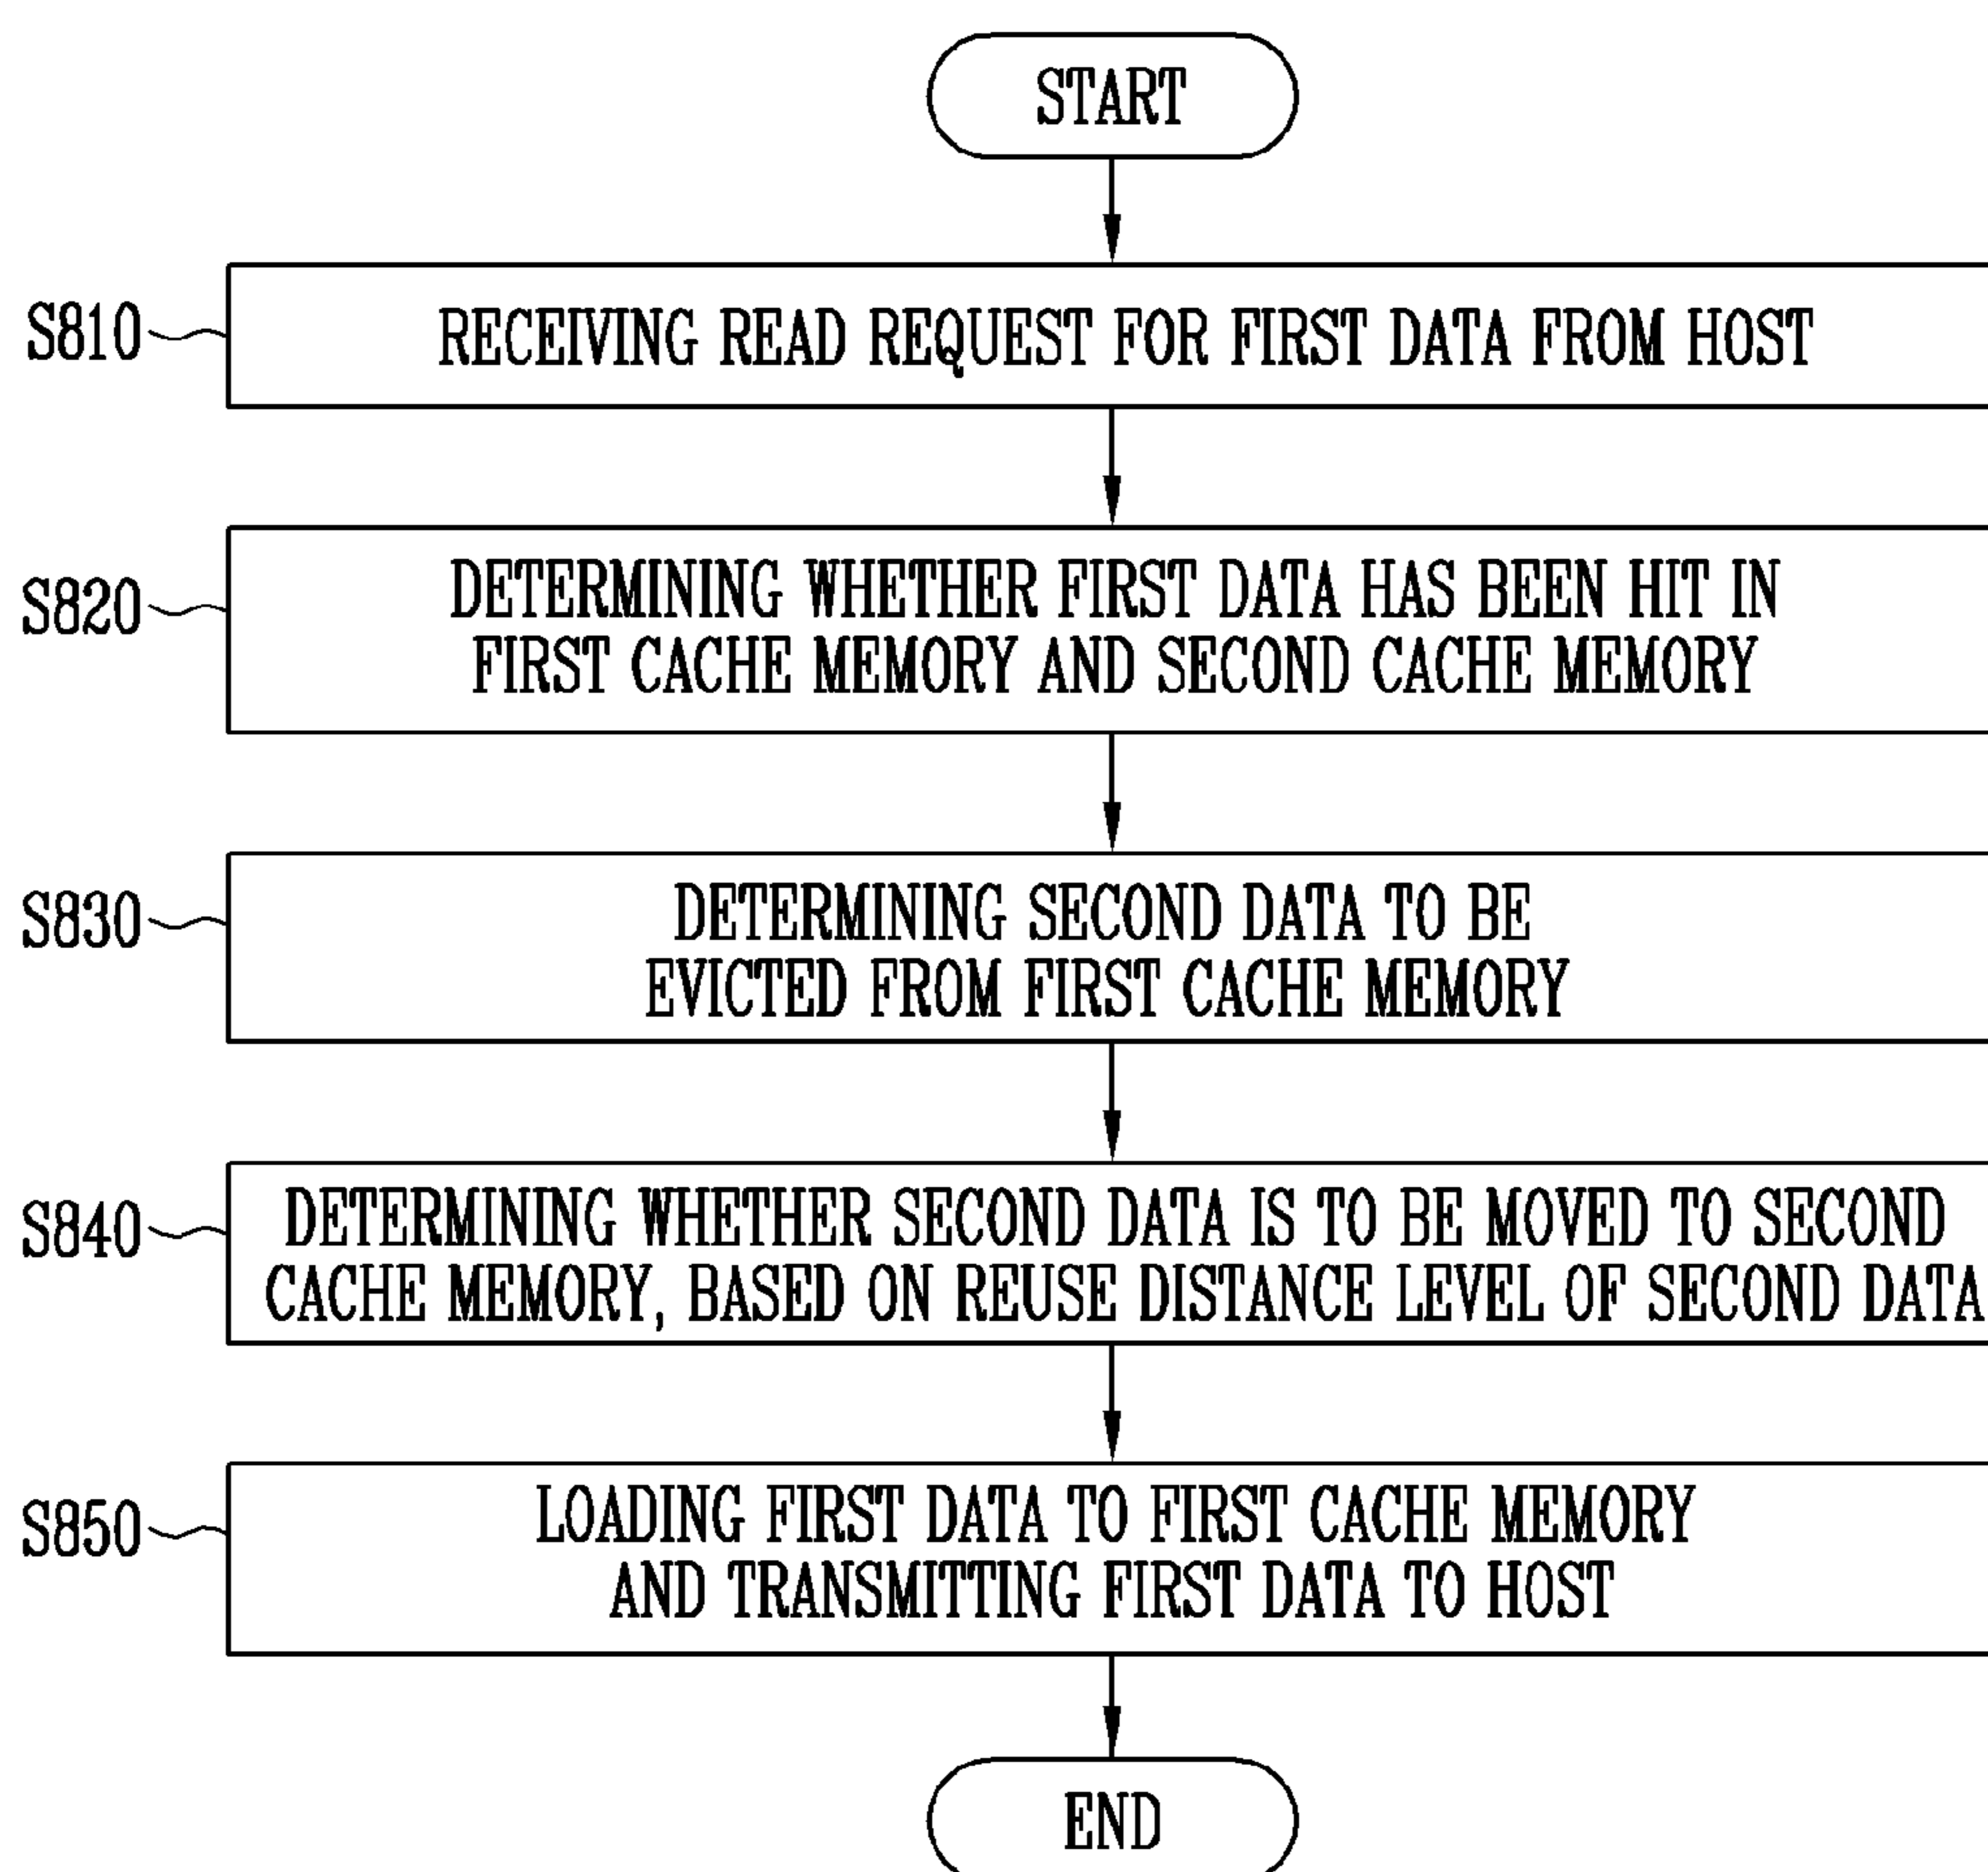 START
S810
RECEIVING READ REQUEST FOR FIRST DATA FROM HOST
S820
DETERMINING WHETHER FIRST DATA HAS BEEN HIT IN
FIRST CACHE MEMORY AND SECOND CACHE MEMORY
S830
DETERMINING SECOND DATA TO BE
EVICTED FROM FIRST CACHE MEMORY
S840
DETERMINING WHETHER SECOND DATA IS TO BE MOVED TO SECOND
CACHE MEMORY, BASED ON REUSE DISTANCE LEVEL OF SECOND DATA
S850
LOADING FIRST DATA TO FIRST CACHE MEMORY
AND TRANSMITTING FIRST DATA TO HOST
END